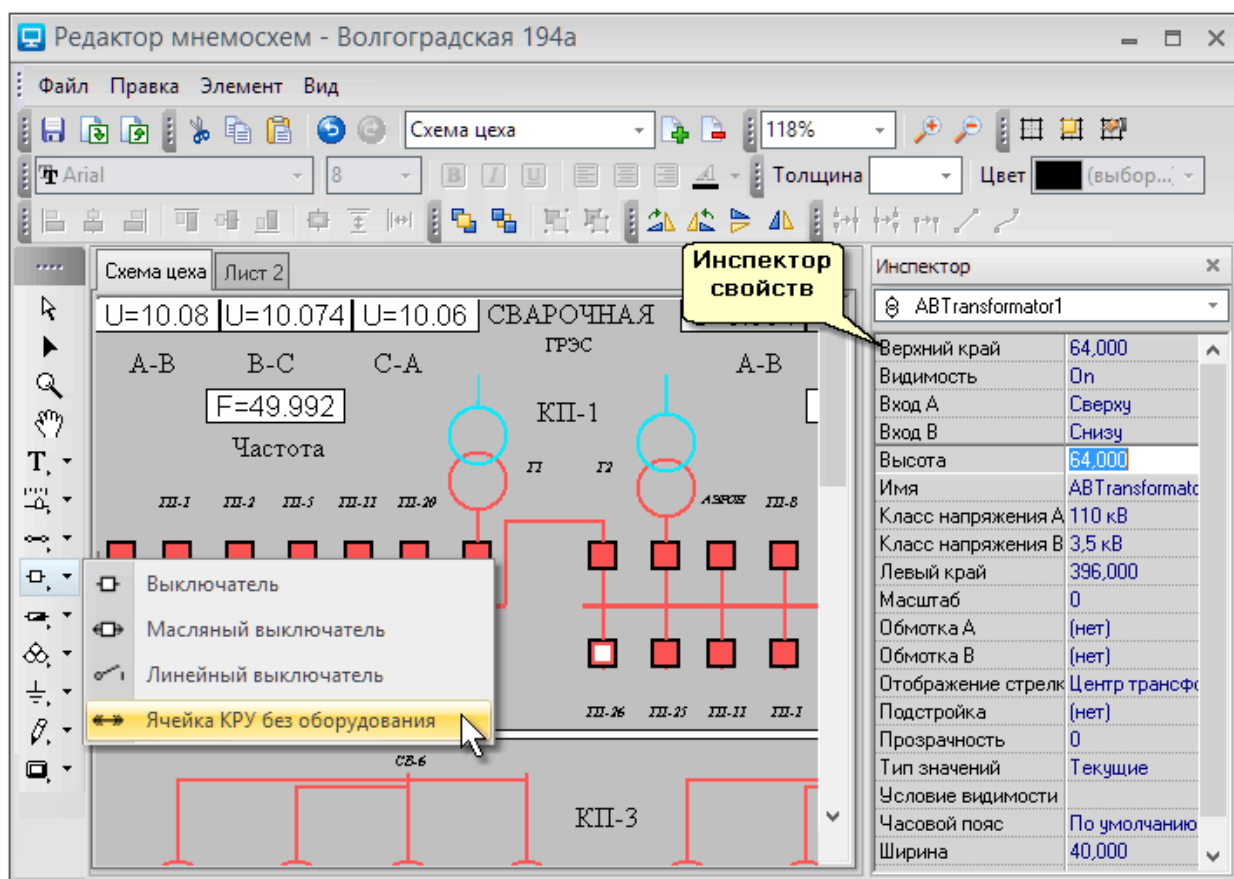 Редактор мнемосхем - Волгоградская 194а
Файл Правка Элемент Вид
Схема цеха
118%
Arial
8
B I U
Толщина
Цвет
(выбор...
Схема цеха
Лист 2
Инспектор свойств
Инспектор
ABTransformator1
U=10.08 U=10.074 U=10.06 СВАРОЧНАЯ
ГРЭС
A-B B-C C-A A-B
F=49.992
КП-1
Частота
Г1 Г2
ТП-1 ТП-2 ТП-5 ТП-11 ТП-20 ТП-8
Выключатель
Масляный выключатель
Линейный выключатель
Ячейка КРУ без оборудования
ТП-26 ТП-25 ТП-11 ТП-1
СВ-6
КП-3
Верхний край 64,000
Видимость On
Вход A Сверху
Вход B Снизу
Высота 64,000
Имя ABTransformato
Класс напряжения A 110 кВ
Класс напряжения B 3,5 кВ
Левый край 396,000
Масштаб 0
Обмотка A (нет)
Обмотка B (нет)
Отображение стрелк Центр трансфо
Подстройка (нет)
Прозрачность 0
Тип значений Текущие
Условие видимости
Часовой пояс По умолчанию
Ширина 40,000